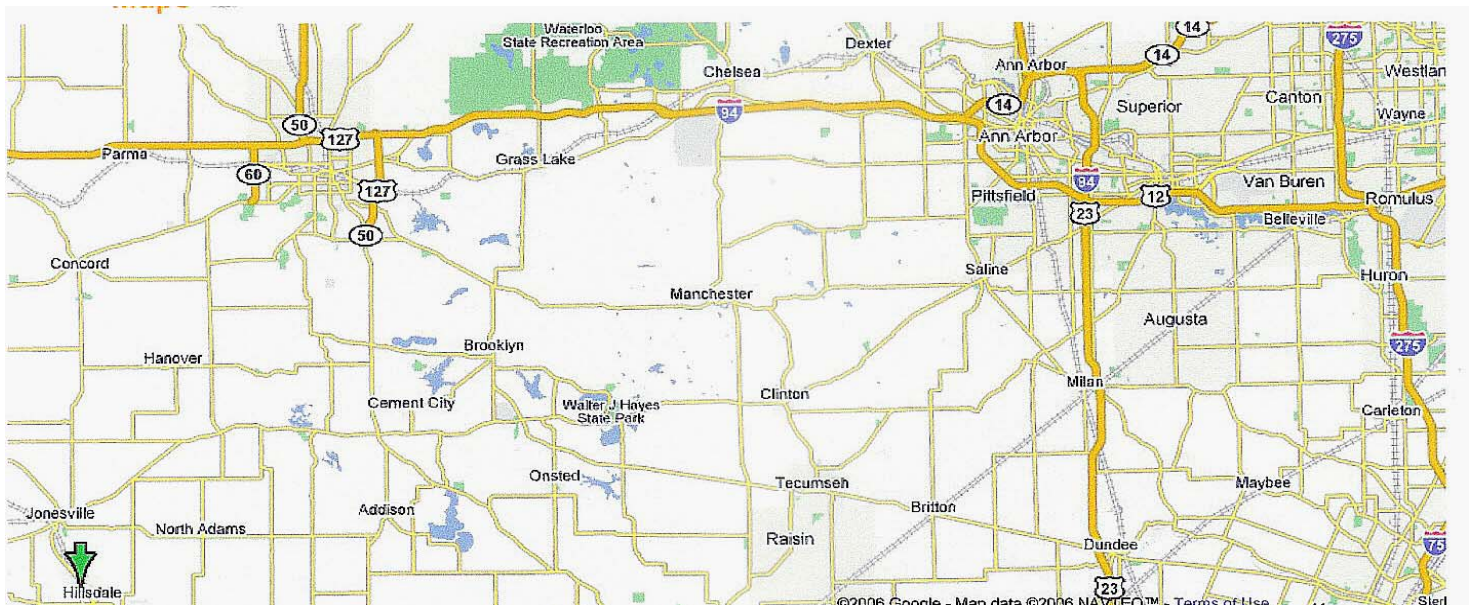 Waterloo
State Recreation Area
Dexter
14
275
14
Ann Arbor
Chelsea
Westlan
14
Superior
Canton
94
Wayne
50
127
Ann Arbor
Parma
Grass Lake
60
127
94
Van Buren
Pittsfield
12
Romulus
23
Belleville
50
Concord
Saline
Huron
Manchester
Augusta
Brooklyn
275
Hanover
Milan
Clinton
Cement City
Walter J Hayes
State Park
Carleton
Onsted
Tecumseh
Maybee
Addison
Britton
Jonesville
North Adams
Raisin
Dundee
75
Hillsdale
23
©2006 Google - Map data ©2006 NAVTEQ™ - Terms of Use